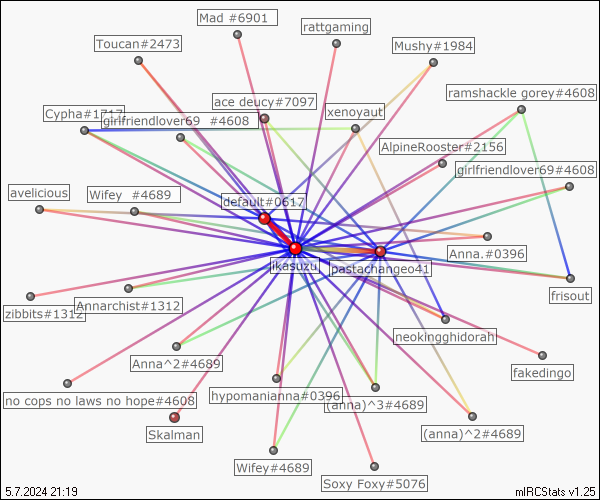 Mad #6901
rattgaming
Toucan#2473
Mushy#1984
ramshackle gorey#4608
ace deucy#7097
Cypha#1717
girlfriendlover69 #4608
xenoyaut
AlpineRooster#2156
girlfriendlover69#4608
avelicious
Wifey #4689
default#0617
Anna.#0396
ikasuzu
pastachangeo41
frisout
zibbits#1312
Annarchist#1312
neokingghidorah
Anna^2#4689
fakedingo
no cops no laws no hope#4608
hypomanianna#0396
(anna)^3#4689
Skalman
(anna)^2#4689
Wifey#4689
Soxy Foxy#5076
5.7.2024 21:19
mIRCStats v1.25